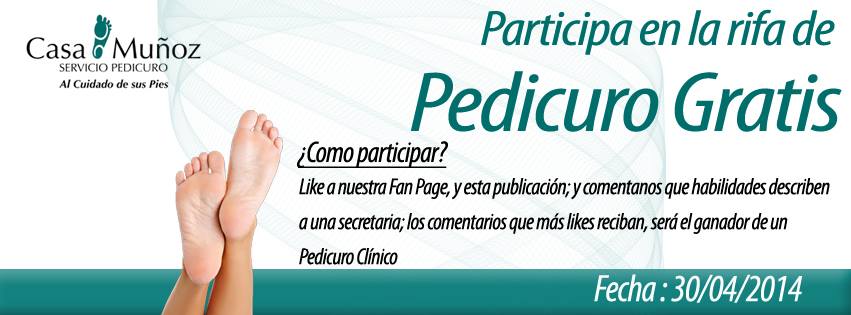 Casa Muñoz
SERVICIO PEDICURO
Al Cuidado de sus Pies
Participa en la rifa de
Pedicuro Gratis
¿Como participar?
Like a nuestra Fan Page, y esta publicación; y comentanos que habilidades describen
a una secretaria; los comentarios que más likes reciban, será el ganador de un
Pedicuro Clínico
Fecha : 30/04/2014